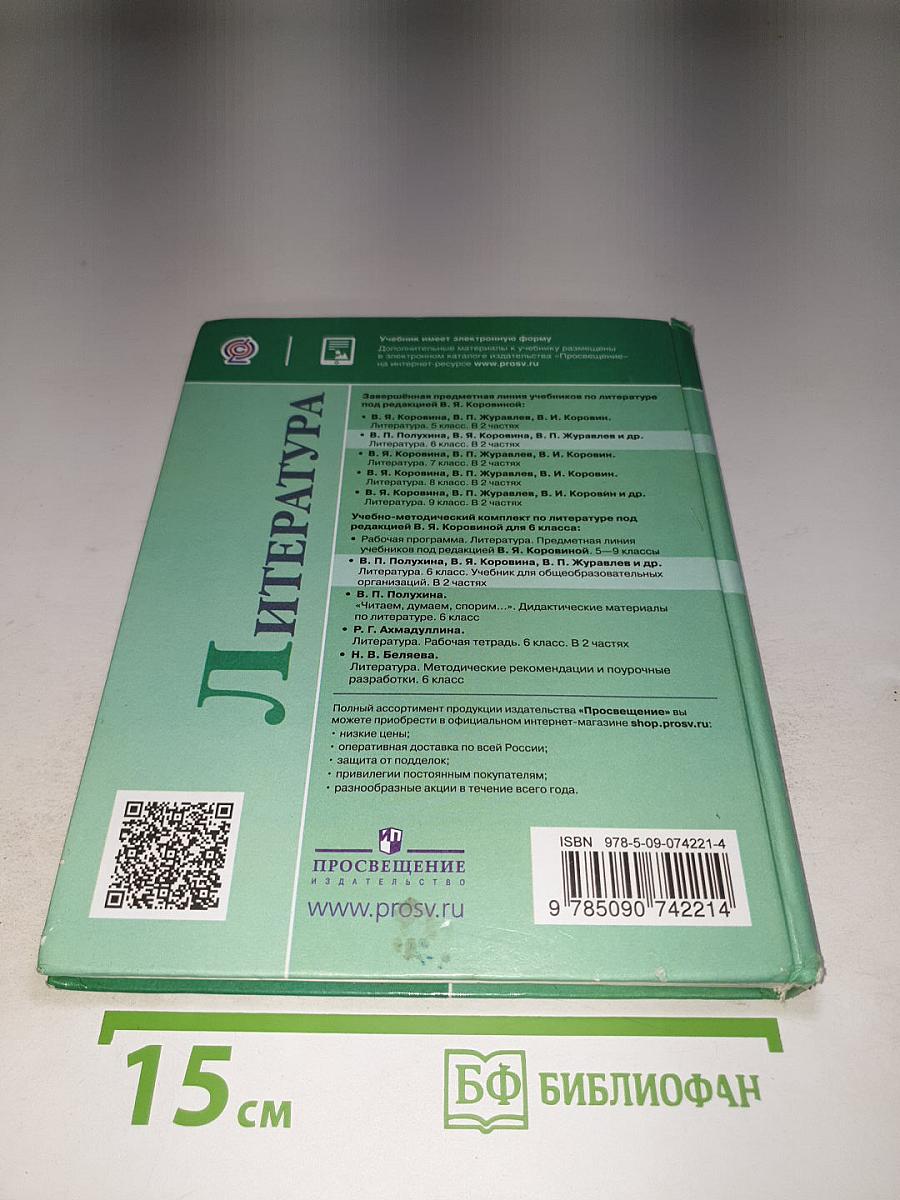 Учебник имеет электронную форму
Дополнительные материалы к учебнику размещены
в электронном каталоге издательства «Просвещение»
на интернет-ресурсе www.prosv.ru
ЛИТЕРАТУРА
Завершённая предметная линия учебников по литературе
под редакцией В. Я. Коровиной:
• В. Я. Коровина, В. П. Журавлев, В. И. Коровин.
Литература. 5 класс. В 2 частях
• В. П. Полухина, В. Я. Коровина, В. П. Журавлев и др.
Литература. 6 класс. В 2 частях
• В. Я. Коровина, В. П. Журавлев, В. И. Коровин.
Литература. 7 класс. В 2 частях
• В. Я. Коровина, В. П. Журавлев, В. И. Коровин.
Литература. 8 класс. В 2 частях
• В. Я. Коровина, В. П. Журавлев, В. И. Коровин и др.
Литература. 9 класс. В 2 частях
Учебно-методический комплект по литературе под
редакцией В. Я. Коровиной для 6 класса:
• Рабочая программа. Литература. Предметная линия
учебников под редакцией В. Я. Коровиной. 5—9 классы
• В. П. Полухина, В. Я. Коровина, В. П. Журавлев и др.
Литература. 6 класс. Учебник для общеобразовательных
организаций. В 2 частях
• В. П. Полухина.
«Читаем, думаем, спорим...». Дидактические материалы
по литературе. 6 класс
• Р. Г. Ахмадуллина.
Литература. Рабочая тетрадь. 6 класс. В 2 частях
• Н. В. Беляева.
Литература. Методические рекомендации и поурочные
разработки. 6 класс
Полный ассортимент продукции издательства «Просвещение» вы
можете приобрести в официальном интернет-магазине shop.prosv.ru:
• низкие цены;
• оперативная доставка по всей России;
• защита от подделок;
• привилегии постоянным покупателям;
• разнообразные акции в течение всего года.
ПРОСВЕЩЕНИЕ
ИЗДАТЕЛЬСТВО
www.prosv.ru
ISBN 978-5-09-074221-4
9 785090 742214
15 см
БФ БИБЛИОФАН